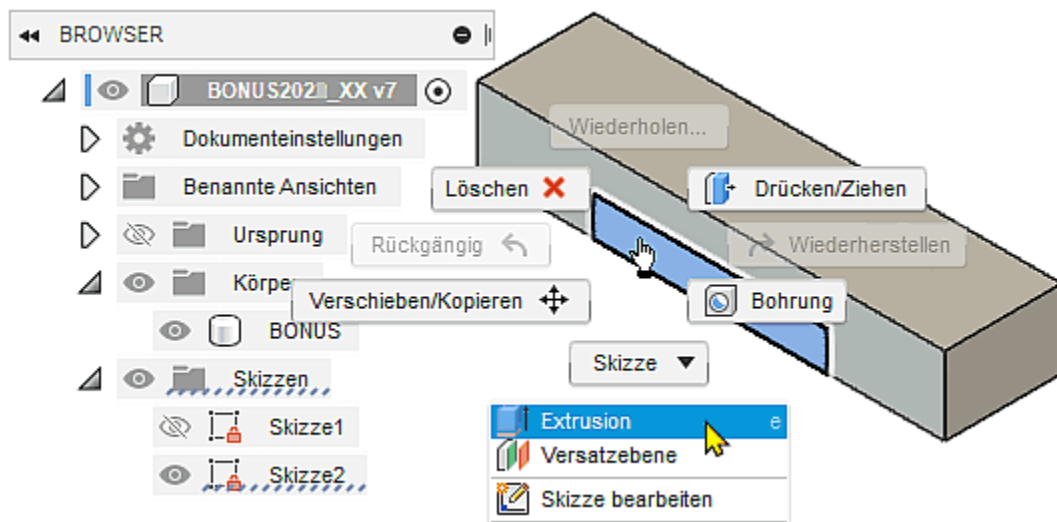 BROWSER
BONUS202_XX v7
Dokumenteinstellungen
Benannte Ansichten
Ursprung
Körpe
BONUS
Skizzen
Skizze1
Skizze2
Wiederholen...
Löschen
Drücken/Ziehen
Rückgängig
Wiederherstellen
Verschieben/Kopieren
Bohrung
Skizze
Extrusion e
Versatzebene
Skizze bearbeiten